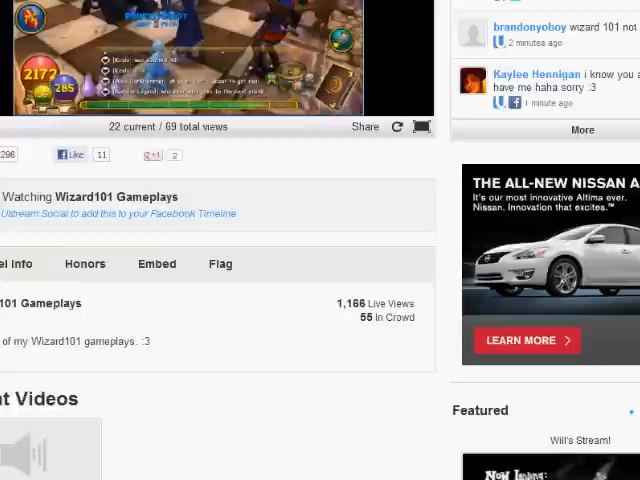 2172
285
22 current / 69 total views
Share
296
Like
11
+1
2
Watching Wizard101 Gameplays
Ustream Social to add this to your Facebook Timeline
el Info
Honors
Embed
Flag
101 Gameplays
1,166 Live Views
55 In Crowd
of my Wizard101 gameplays. :3
t Videos
brandonyoboy wizard 101 not
2 minutes ago
Kaylee Hennigan i know you a
have me haha sorry :3
1 minute ago
More
THE ALL-NEW NISSAN A
It's our most innovative Altima ever.
Nissan. Innovation that excites.™
LEARN MORE
Featured
Will's Stream!
Now Loading: